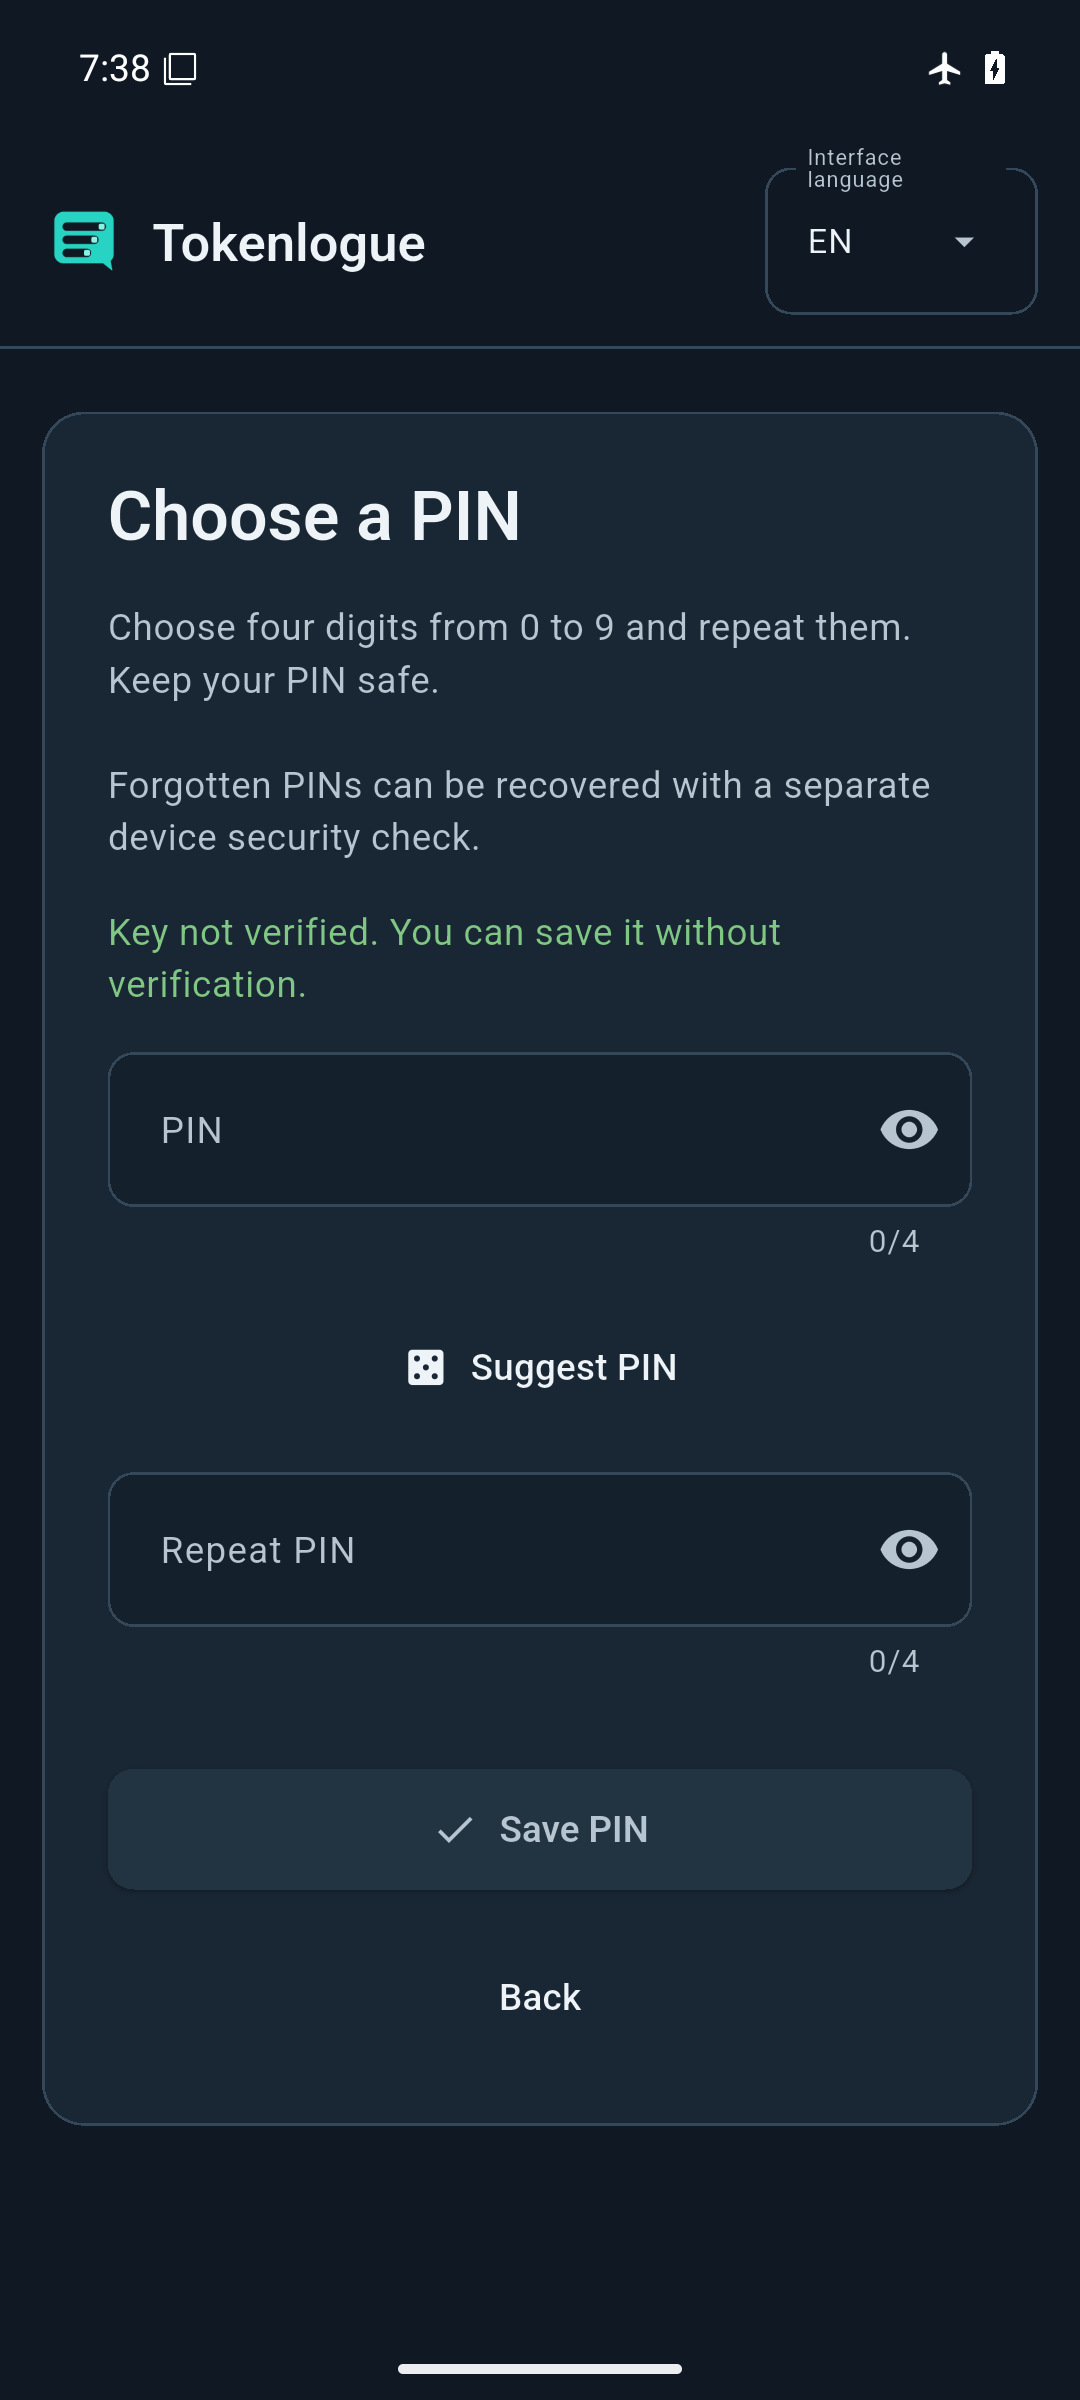 7:38
Interface
language
Tokenlogue
EN
Choose a PIN
Choose four digits from 0 to 9 and repeat them.
Keep your PIN safe.
Forgotten PINs can be recovered with a separate
device security check.
Key not verified. You can save it without
verification.
PIN
0/4
Suggest PIN
Repeat PIN
0/4
Save PIN
Back